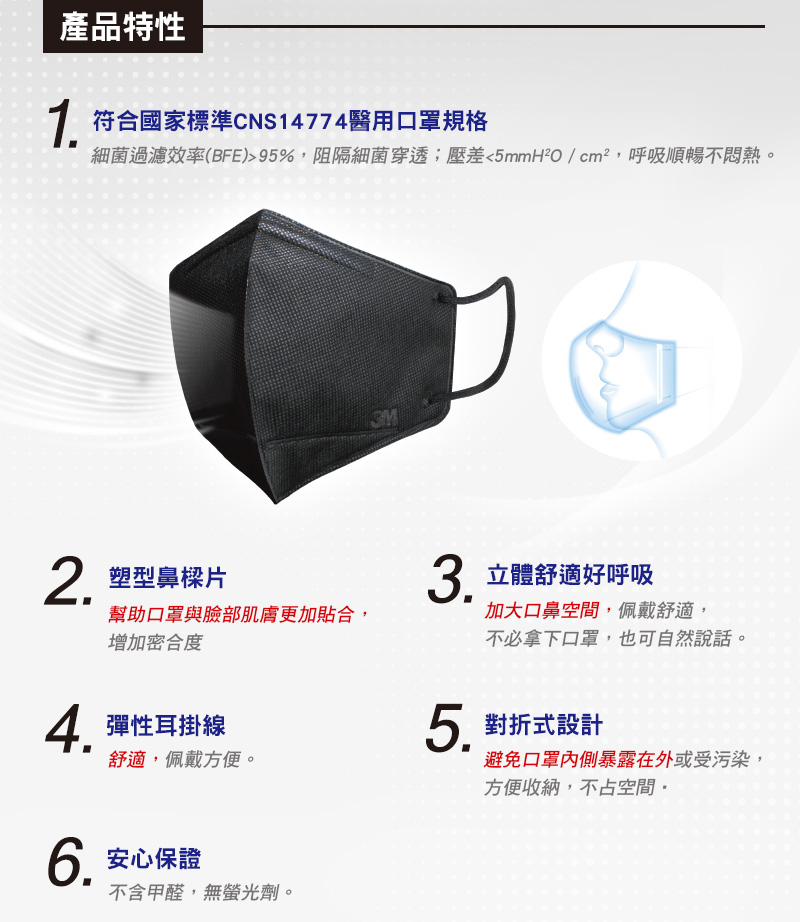 產品特性
1. 符合國家標準CNS14774醫用口罩規格
細菌過濾效率(BFE)>95%，阻隔細菌穿透；壓差<5mmH²O / cm²，呼吸順暢不悶熱。
3M
2. 塑型鼻樑片
幫助口罩與臉部肌膚更加貼合，
增加密合度
3. 立體舒適好呼吸
加大口鼻空間，佩戴舒適，
不必拿下口罩，也可自然說話。
4. 彈性耳掛線
舒適，佩戴方便。
5. 對折式設計
避免口罩內側暴露在外或受污染，
方便收納，不占空間．
6. 安心保證
不含甲醛，無螢光劑。